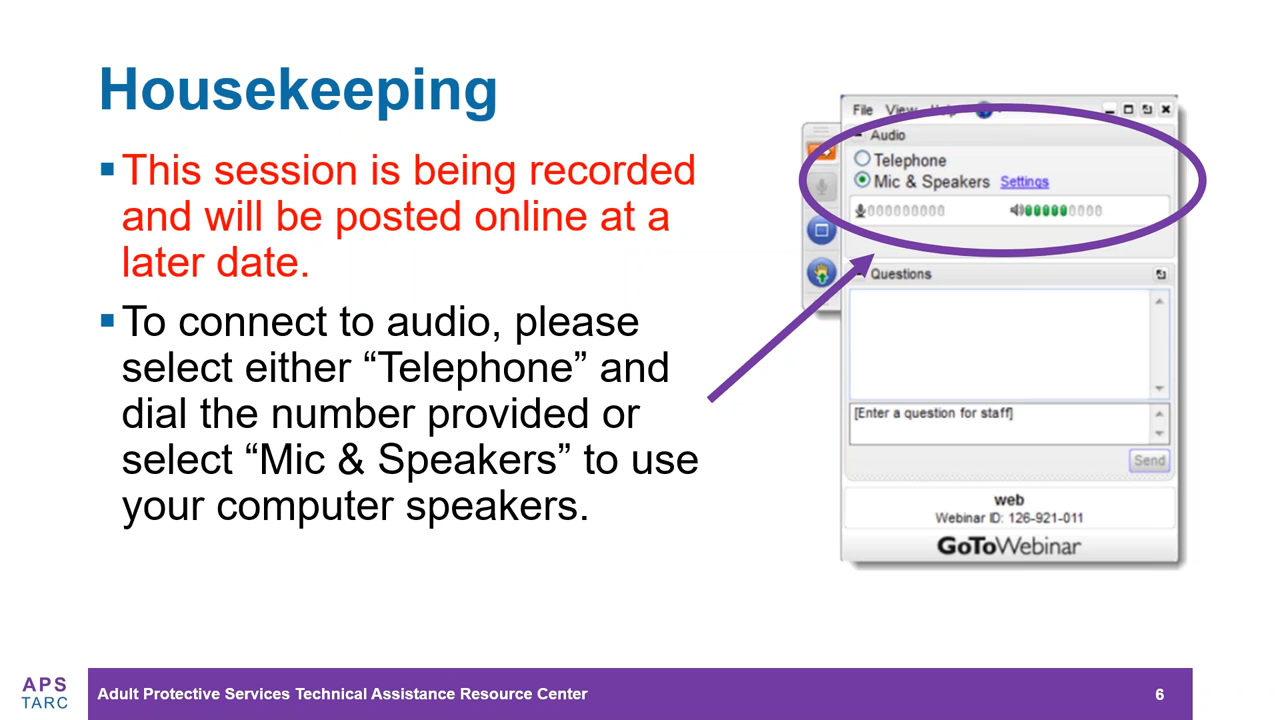 Housekeeping
This session is being recorded
and will be posted online at a
later date.
To connect to audio, please
select either “Telephone” and
dial the number provided or
select “Mic & Speakers” to use
your computer speakers.
File View Help
Audio
Telephone
Mic & Speakers Settings
Questions
[Enter a question for staff]
Send
web
Webinar ID: 126-921-011
GoToWebinar
APS
TARC
Adult Protective Services Technical Assistance Resource Center
6